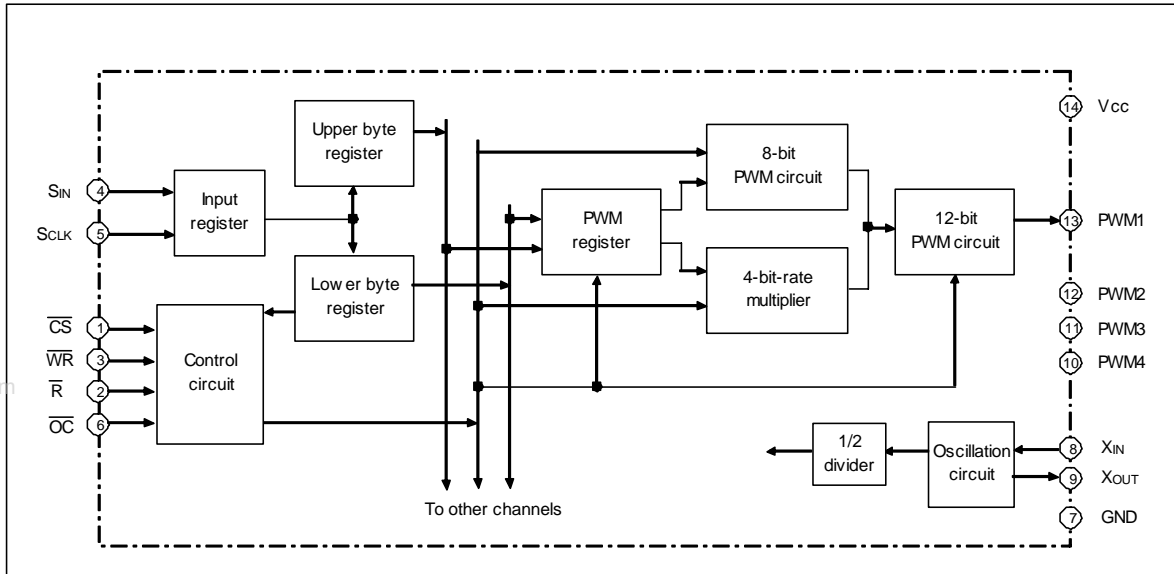 Upper byte
register
8-bit
PWM circuit
14
Vcc
SIN
4
Input
register
PWM
register
12-bit
PWM circuit
13
PWM1
SCLK
5
Lower byte
register
4-bit-rate
multiplier
12
PWM2
CS
1
11
PWM3
WR
3
Control
circuit
10
PWM4
R
2
OC
6
1/2
divider
Oscillation
circuit
8
XIN
9
XOUT
To other channels
7
GND